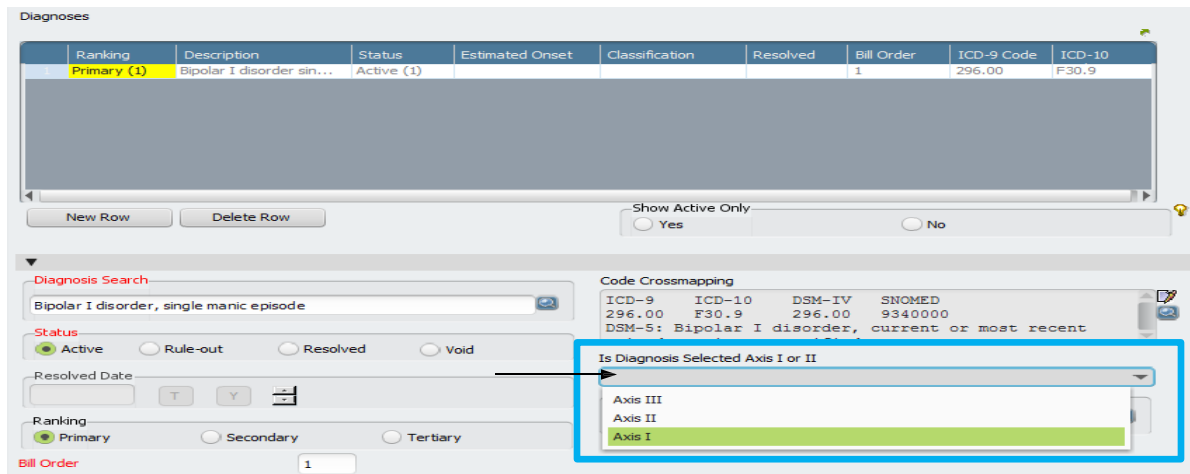 Diagnoses
Ranking Description Status Estimated Onset Classification Resolved Bill Order ICD-9 Code ICD-10
1 Primary (1) Bipolar I disorder sin... Active (1) 1 296.00 F30.9
New Row Delete Row
Show Active Only
Yes No
Diagnosis Search
Bipolar I disorder, single manic episode
Status
Active Rule-out Resolved Void
Resolved Date
T Y
Ranking
Primary Secondary Tertiary
Bill Order 1
Code Crossmapping
ICD-9 ICD-10 DSM-IV SNOMED
296.00 F30.9 296.00 9340000
DSM-5: Bipolar I disorder, current or most recent
Is Diagnosis Selected Axis I or II
Axis III
Axis II
Axis I